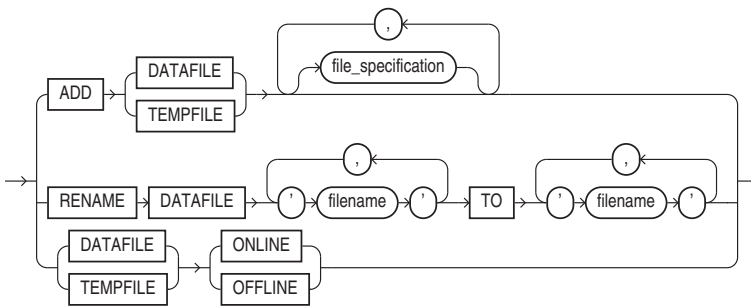 ,
DATAFILE
file_specification
ADD
TEMPFILE
, ,
RENAME DATAFILE ' filename ' TO ' filename '
DATAFILE ONLINE
TEMPFILE OFFLINE